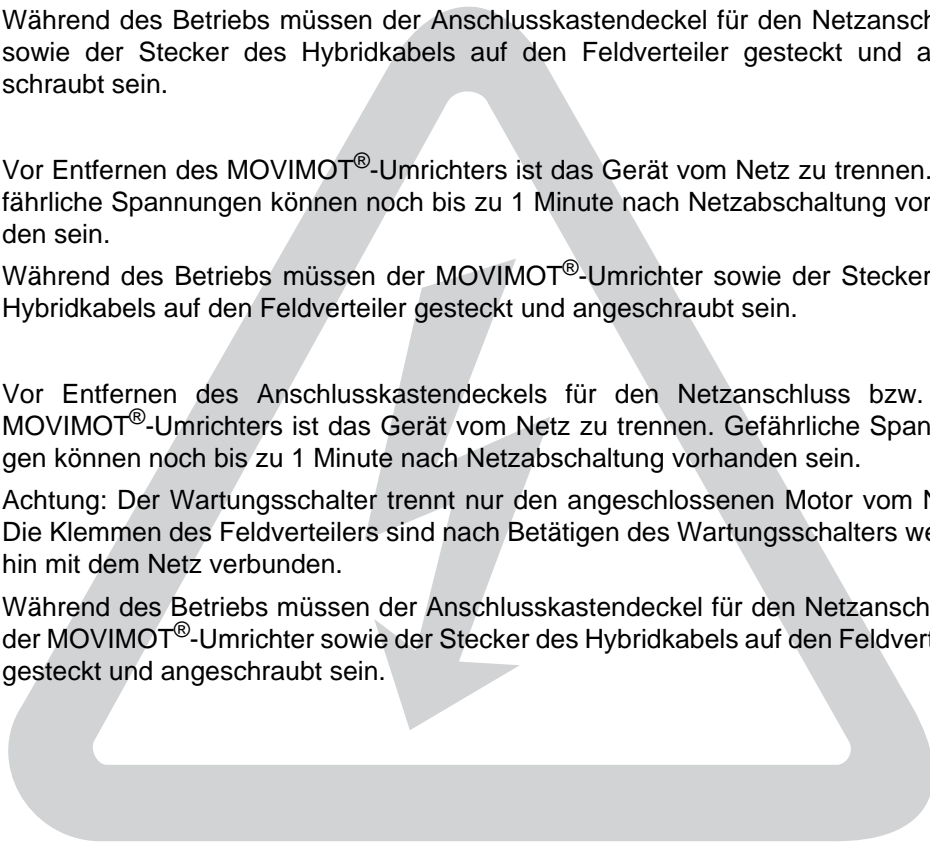 Während des Betriebs müssen der Anschlusskastendeckel für den Netzansch
sowie der Stecker des Hybridkabels auf den Feldverteiler gesteckt und a
schraubt sein.
Vor Entfernen des MOVIMOT®-Umrichters ist das Gerät vom Netz zu trennen.
fährliche Spannungen können noch bis zu 1 Minute nach Netzabschaltung vor
den sein.
Während des Betriebs müssen der MOVIMOT®-Umrichter sowie der Stecker
Hybridkabels auf den Feldverteiler gesteckt und angeschraubt sein.
Vor Entfernen des Anschlusskastendeckels für den Netzanschluss bzw.
MOVIMOT®-Umrichters ist das Gerät vom Netz zu trennen. Gefährliche Span
gen können noch bis zu 1 Minute nach Netzabschaltung vorhanden sein.
Achtung: Der Wartungsschalter trennt nur den angeschlossenen Motor vom N
Die Klemmen des Feldverteilers sind nach Betätigen des Wartungsschalters we
hin mit dem Netz verbunden.
Während des Betriebs müssen der Anschlusskastendeckel für den Netzansch
der MOVIMOT®-Umrichter sowie der Stecker des Hybridkabels auf den Feldvert
gesteckt und angeschraubt sein.